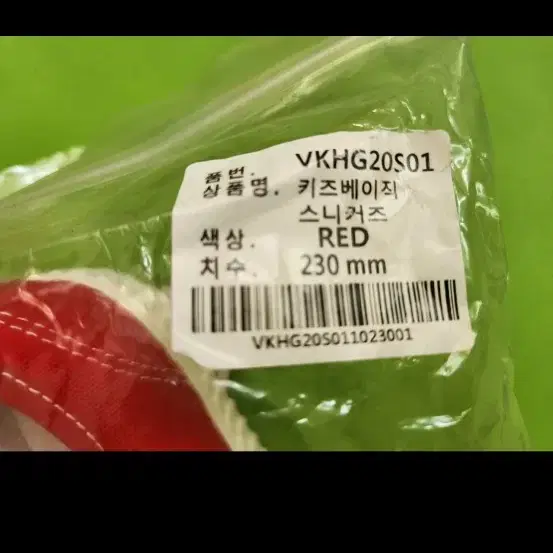 품번. VKHG20S01
상품명. 키즈베이직
스니커즈
색상. RED
치수. 230 mm
VKHG20S011023001